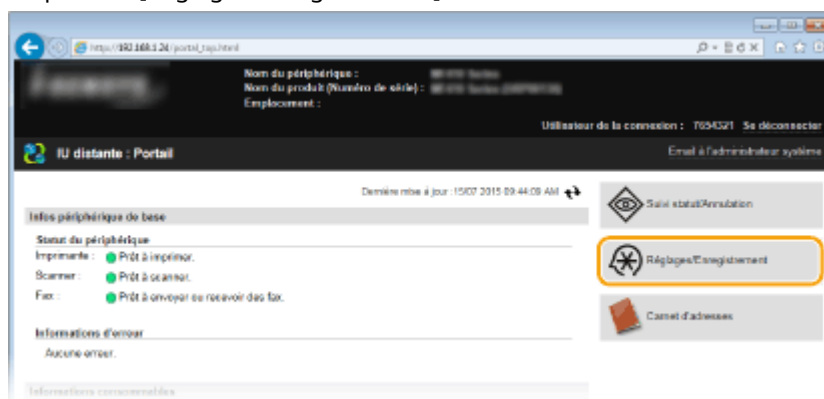 http://192.168.1.24/portal_top.html
Nom du périphérique :
Nom du produit (Numéro de série) :
Emplacement :
Utilisateur de la connexion : 7654321 Se déconnecter
IU distante : Portail
Email à l'administrateur système
Dernière mise à jour :15/07 2015 09:44:09 AM
Infos périphérique de base
Suivi statut/Annulation
Statut du périphérique
Imprimante : Prêt à imprimer.
Réglages/Enregistrement
Scanner : Prêt à scanner.
Fax : Prêt à envoyer ou recevoir des fax.
Carnet d'adresses
Informations d'erreur
Aucune erreur.
Informations consommables